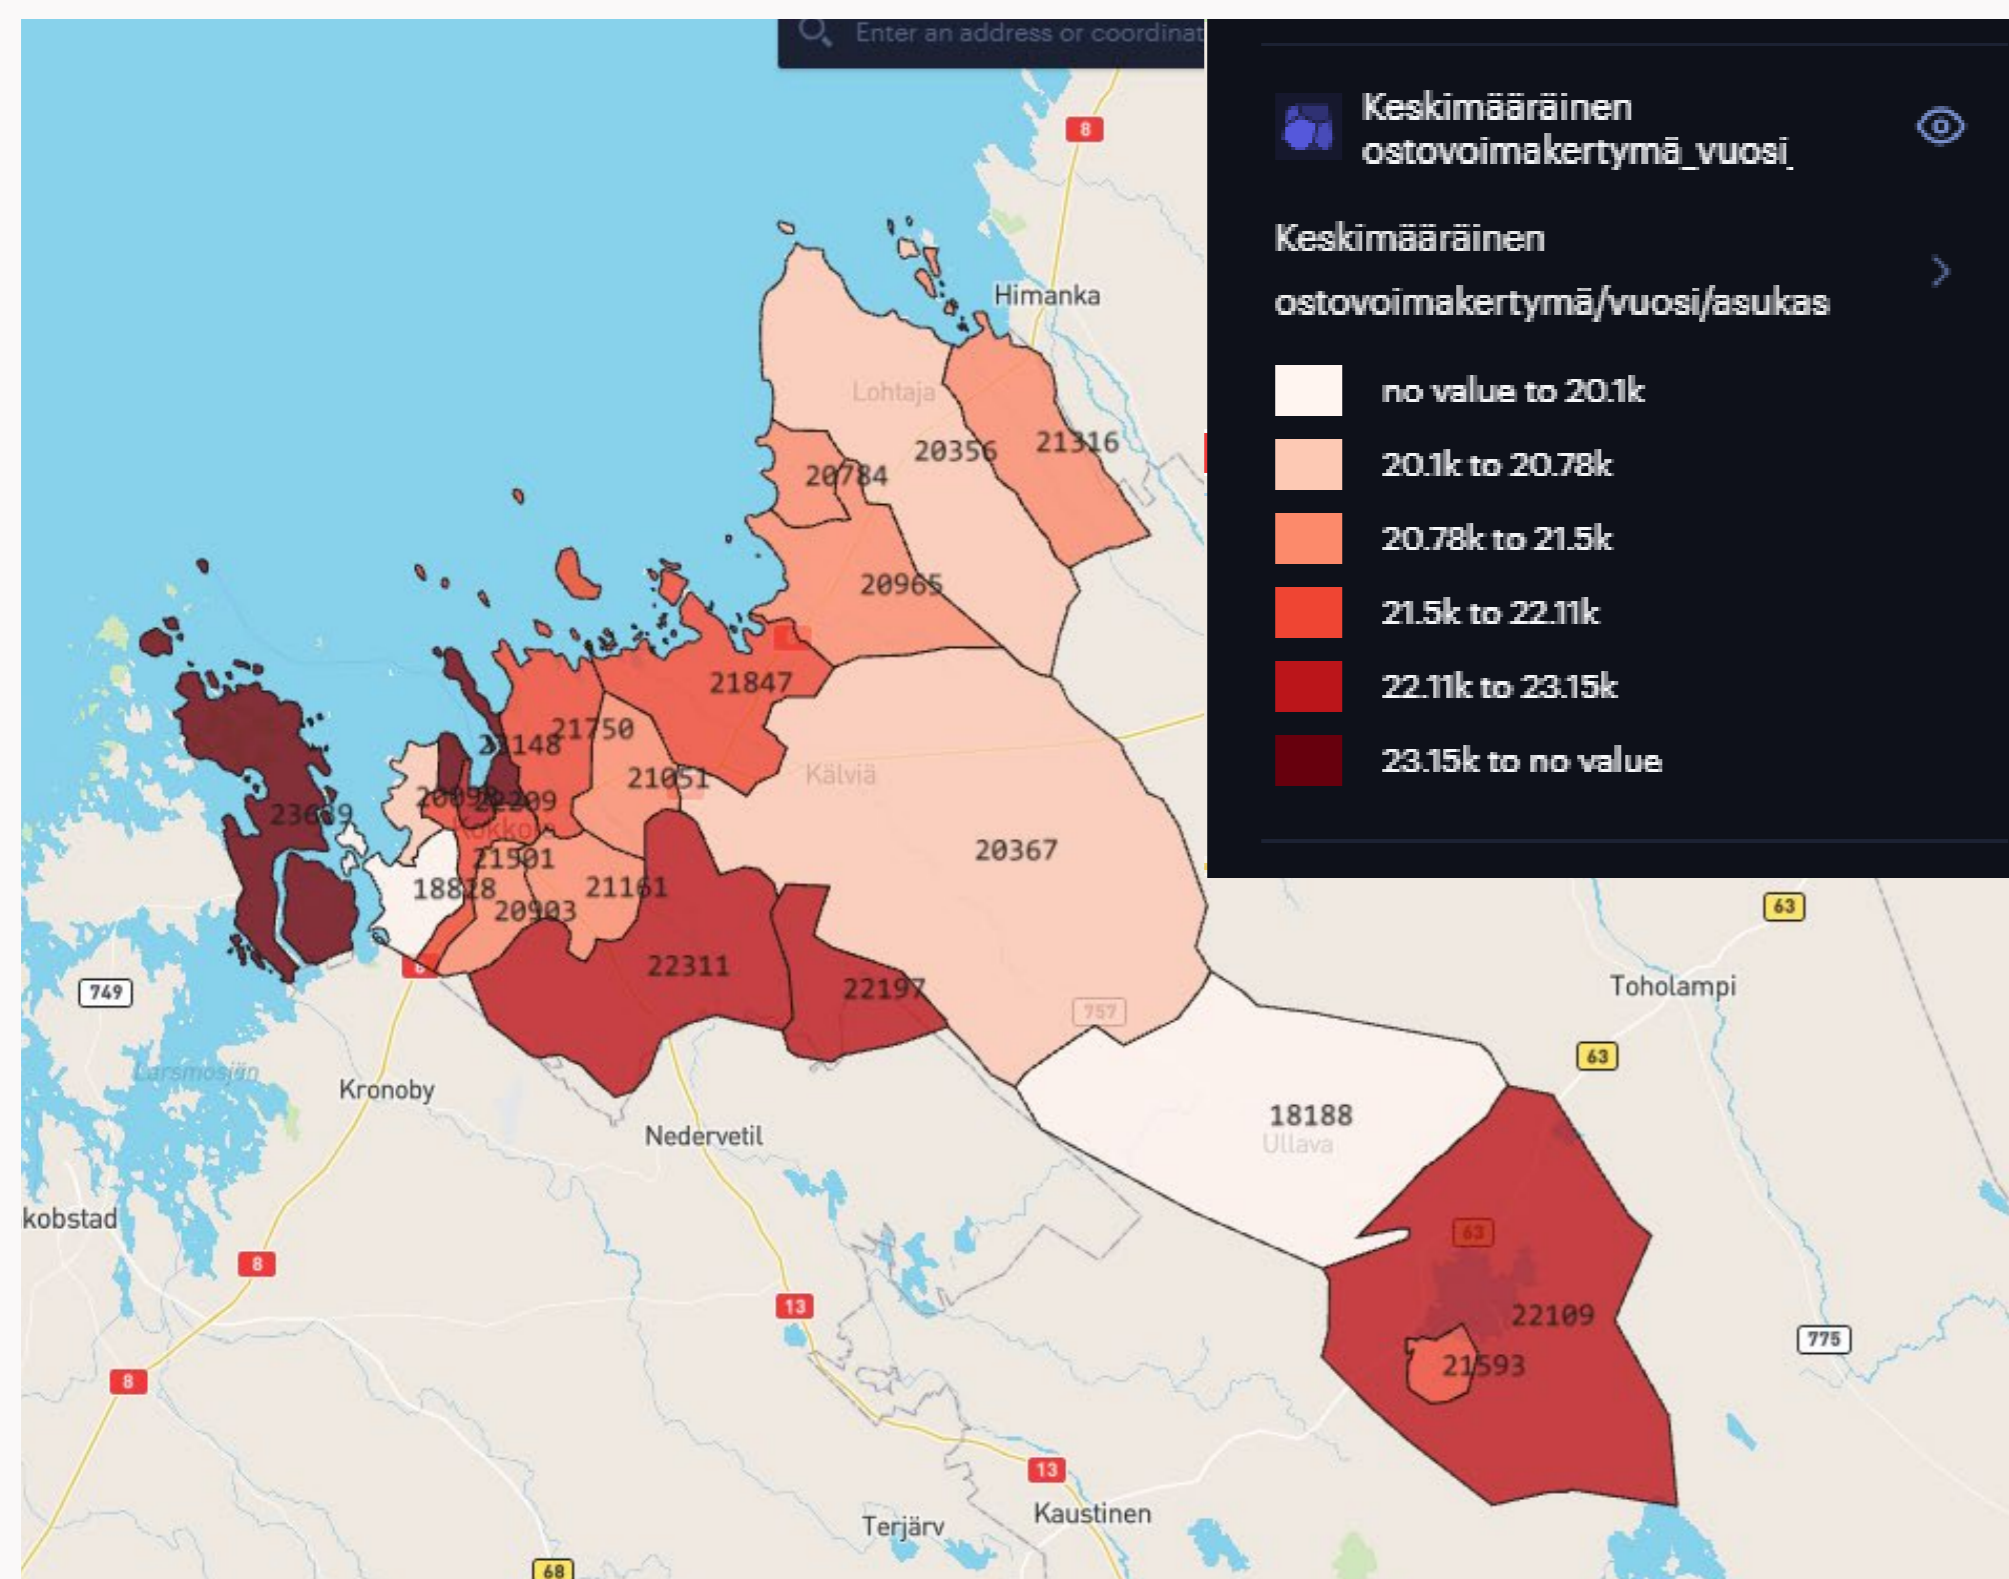 Enter an address or coordinat
Keskimääräinen
ostovoimakertymä_vuosi_
Keskimääräinen
ostovoimakertymä/vuosi/asukas
no value to 20.1k
20.1k to 20.78k
20.78k to 21.5k
21.5k to 22.11k
22.11k to 23.15k
23.15k to no value
8
Himanka
Lohtaja
20356
21316
20784
20965
21847
21750
21051
Kälviä
20367
Kokkola
21501
18828
21161
20903
22311
22197
757
63
Toholampi
749
63
Larsmosjön
Kronoby
Nedervetil
18188
Ullava
kobstad
63
8
13
22109
775
21593
8
13
Kaustinen
Terjärv
68